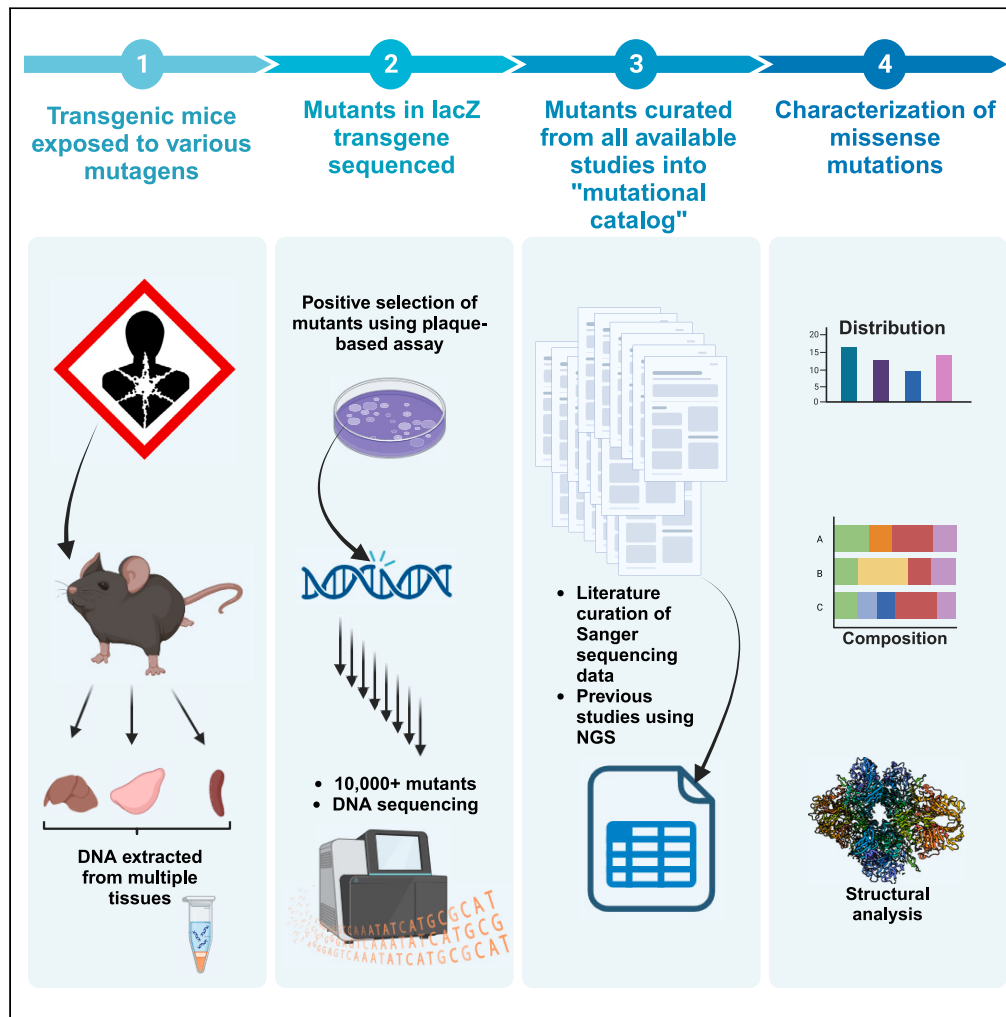 1
Transgenic mice
exposed to various
mutagens
DNA extracted
from multiple
tissues
2
Mutants in lacZ
transgene
sequenced
Positive selection of
mutants using plaque-
based assay
• 10,000+ mutants
• DNA sequencing
3
Mutants curated
from all available
studies into
"mutational
catalog"
• Literature
curation of
Sanger
sequencing
data
• Previous
studies using
NGS
4
Characterization of
missense
mutations
Distribution
20
15
10
5
0
A
B
C
Composition
Structural
analysis